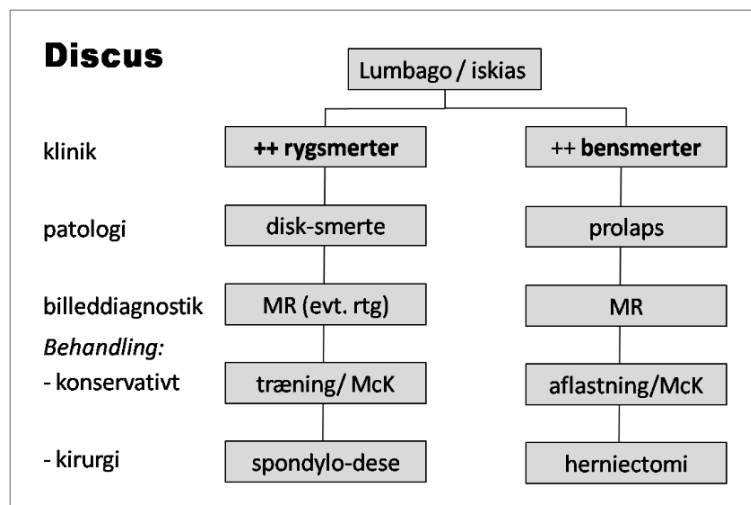 Discus
Lumbago / iskias
klinik
++ rygsmerter
++ bensmerter
patologi
disk-smerte
prolaps
billeddiagnostik
MR (evt. rtg)
MR
Behandling:
- konservativt
træning/ McK
aflastning/McK
- kirurgi
spondylo-dese
herniectomi